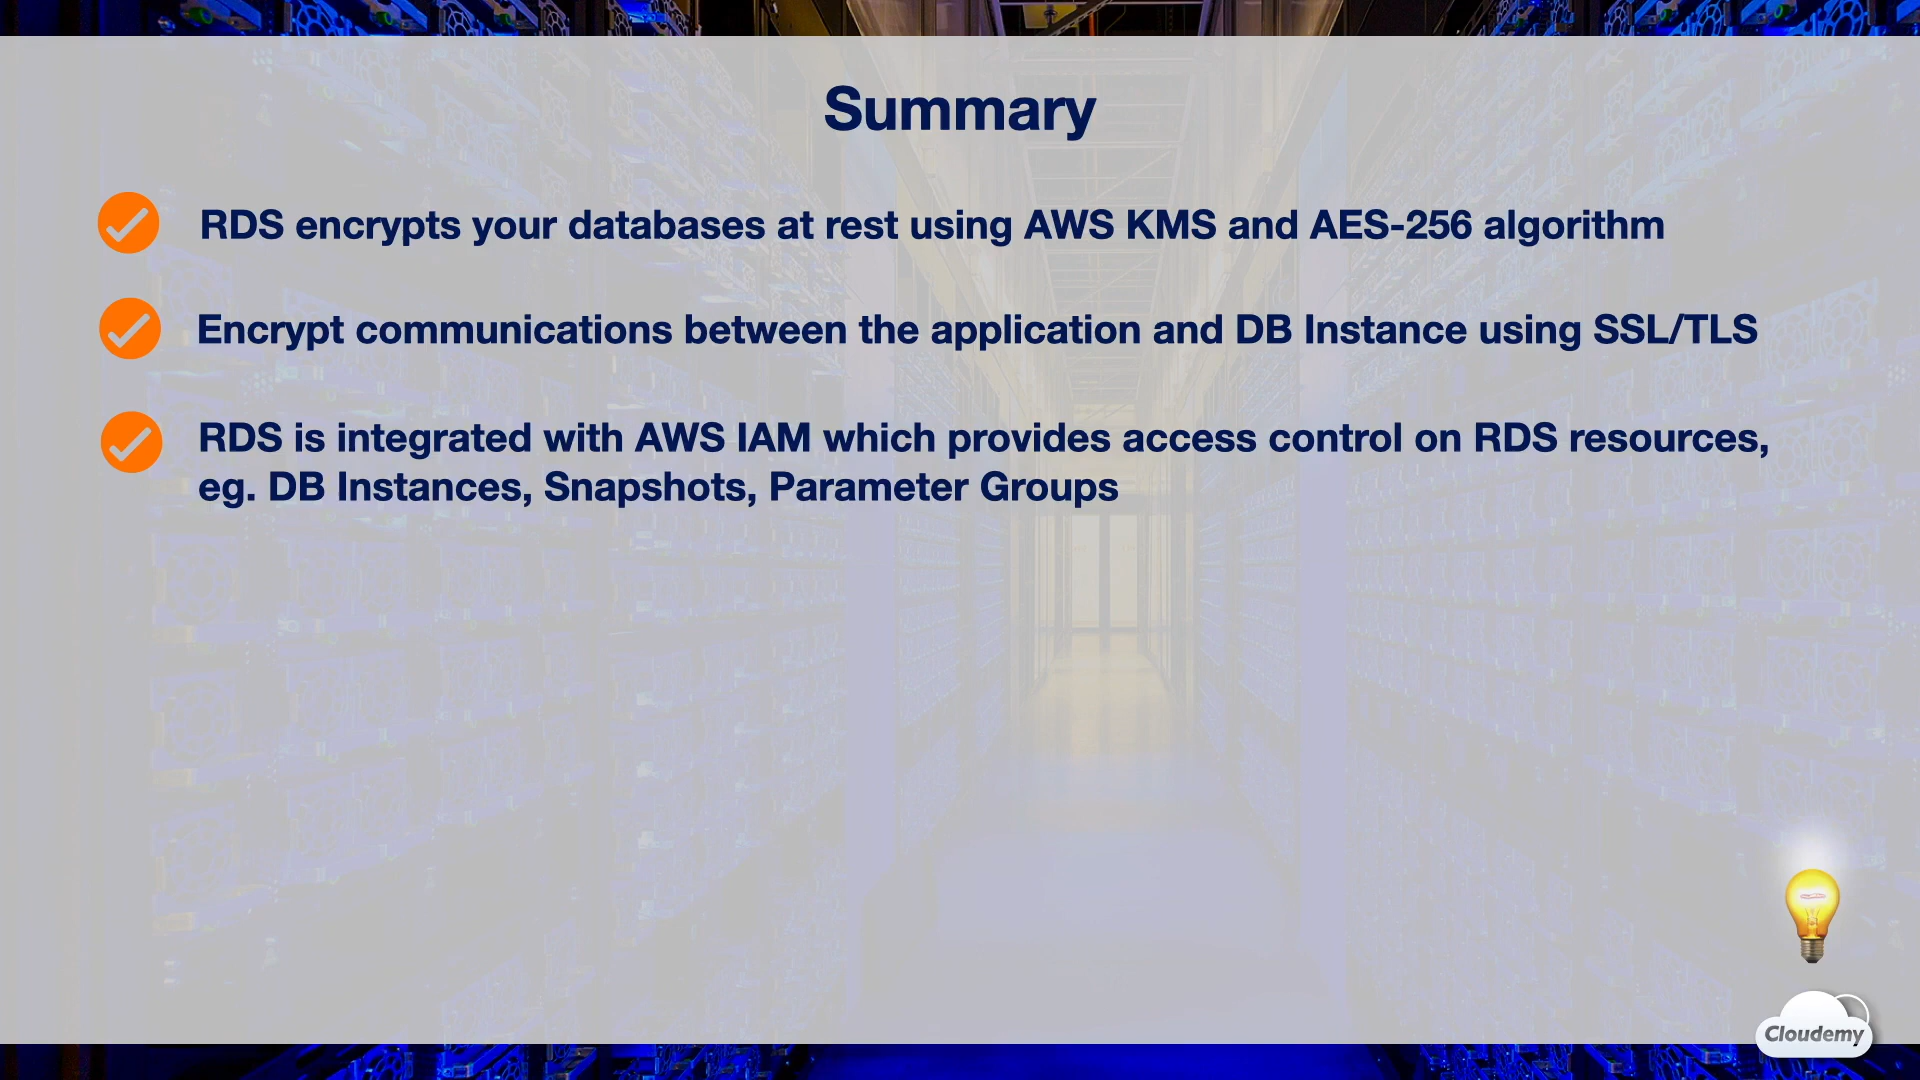 Summary
RDS encrypts your databases at rest using AWS KMS and AES-256 algorithm
Encrypt communications between the application and DB Instance using SSL/TLS
RDS is integrated with AWS IAM which provides access control on RDS resources,
eg. DB Instances, Snapshots, Parameter Groups
Cloudemy